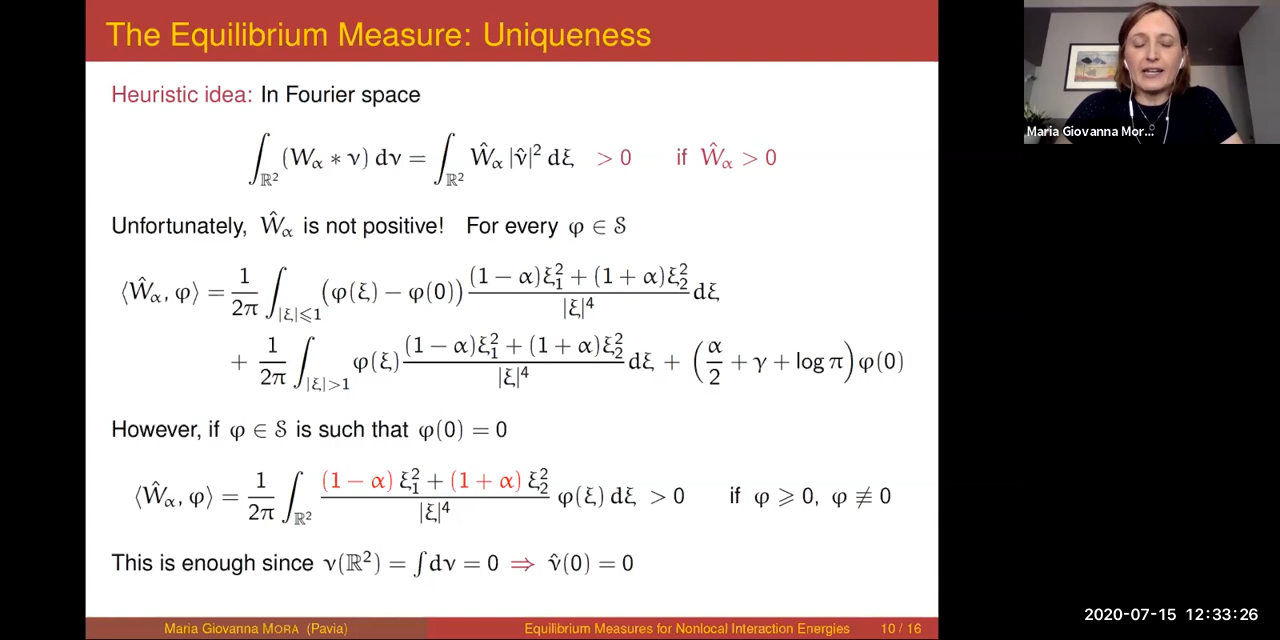 The Equilibrium Measure: Uniqueness
Heuristic idea: In Fourier space
∫_{ℝ²} (W_α ∗ ν) dν = ∫_{ℝ²} Ŵ_α |ν̂|² dξ > 0 if Ŵ_α > 0
Unfortunately, Ŵ_α is not positive! For every φ ∈ 𝒮
⟨Ŵ_α, φ⟩ = 1/2π ∫_{|ξ|⩽1} (φ(ξ) − φ(0)) ((1 − α)ξ₁² + (1 + α)ξ₂²)/|ξ|⁴ dξ
+ 1/2π ∫_{|ξ|>1} φ(ξ) ((1 − α)ξ₁² + (1 + α)ξ₂²)/|ξ|⁴ dξ + (α/2 + γ + log π) φ(0)
However, if φ ∈ 𝒮 is such that φ(0) = 0
⟨Ŵ_α, φ⟩ = 1/2π ∫_{ℝ²} ((1 − α) ξ₁² + (1 + α) ξ₂²)/|ξ|⁴ φ(ξ) dξ > 0 if φ ⩾ 0, φ ≢ 0
This is enough since ν(ℝ²) = ∫dν = 0 ⇒ ν̂(0) = 0
Maria Giovanna MORA (Pavia) Equilibrium Measures for Nonlocal Interaction Energies 10 / 16
Maria Giovanna Mor...
2020-07-15 12:33:26